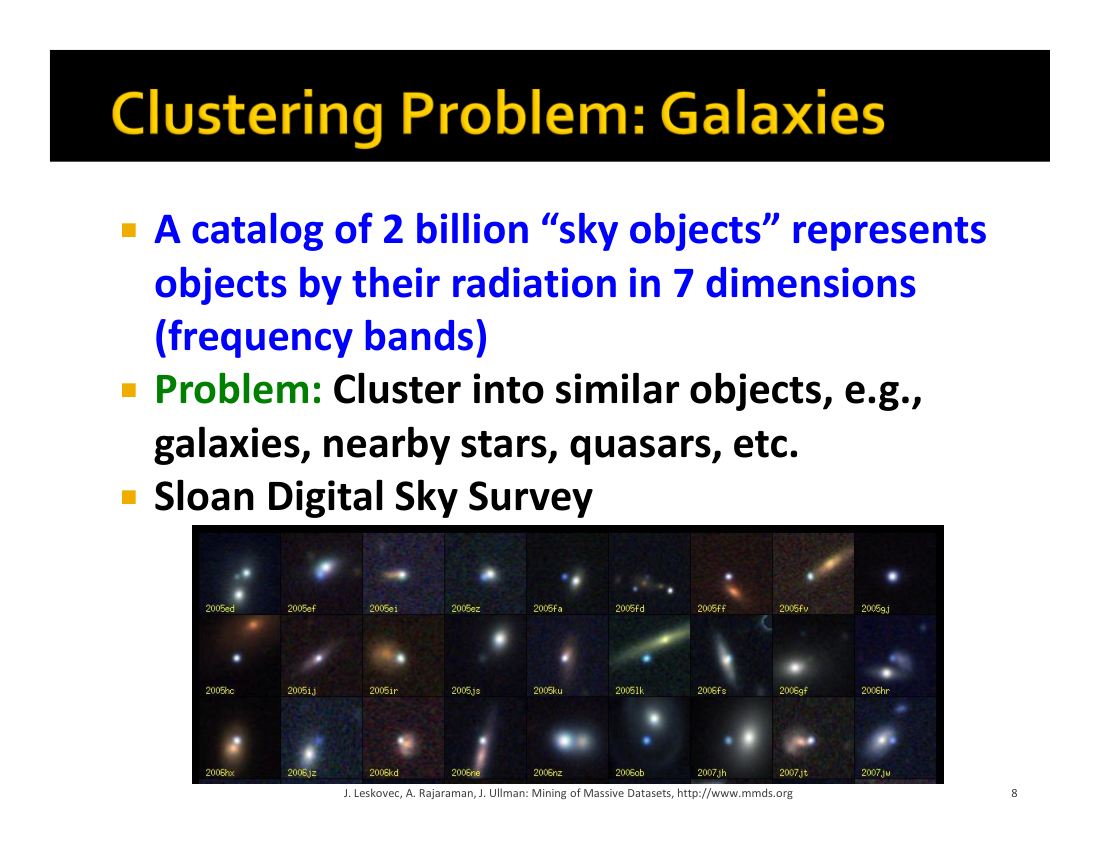 Clustering Problem: Galaxies
A catalog of 2 billion “sky objects” represents
objects by their radiation in 7 dimensions
(frequency bands)
Problem: Cluster into similar objects, e.g.,
galaxies, nearby stars, quasars, etc.
Sloan Digital Sky Survey
2005ed 2005ef 2005ei 2005ez 2005fa 2005fd 2005ff 2005fv 2005gj
2005hc 2005ij 2005ir 2005js 2005ku 2005lk 2006fs 2006gf 2006hr
2006hx 2006jz 2006kd 2006ne 2006nz 2006ob 2007jh 2007jt 2007jw
J. Leskovec, A. Rajaraman, J. Ullman: Mining of Massive Datasets, http://www.mmds.org
8